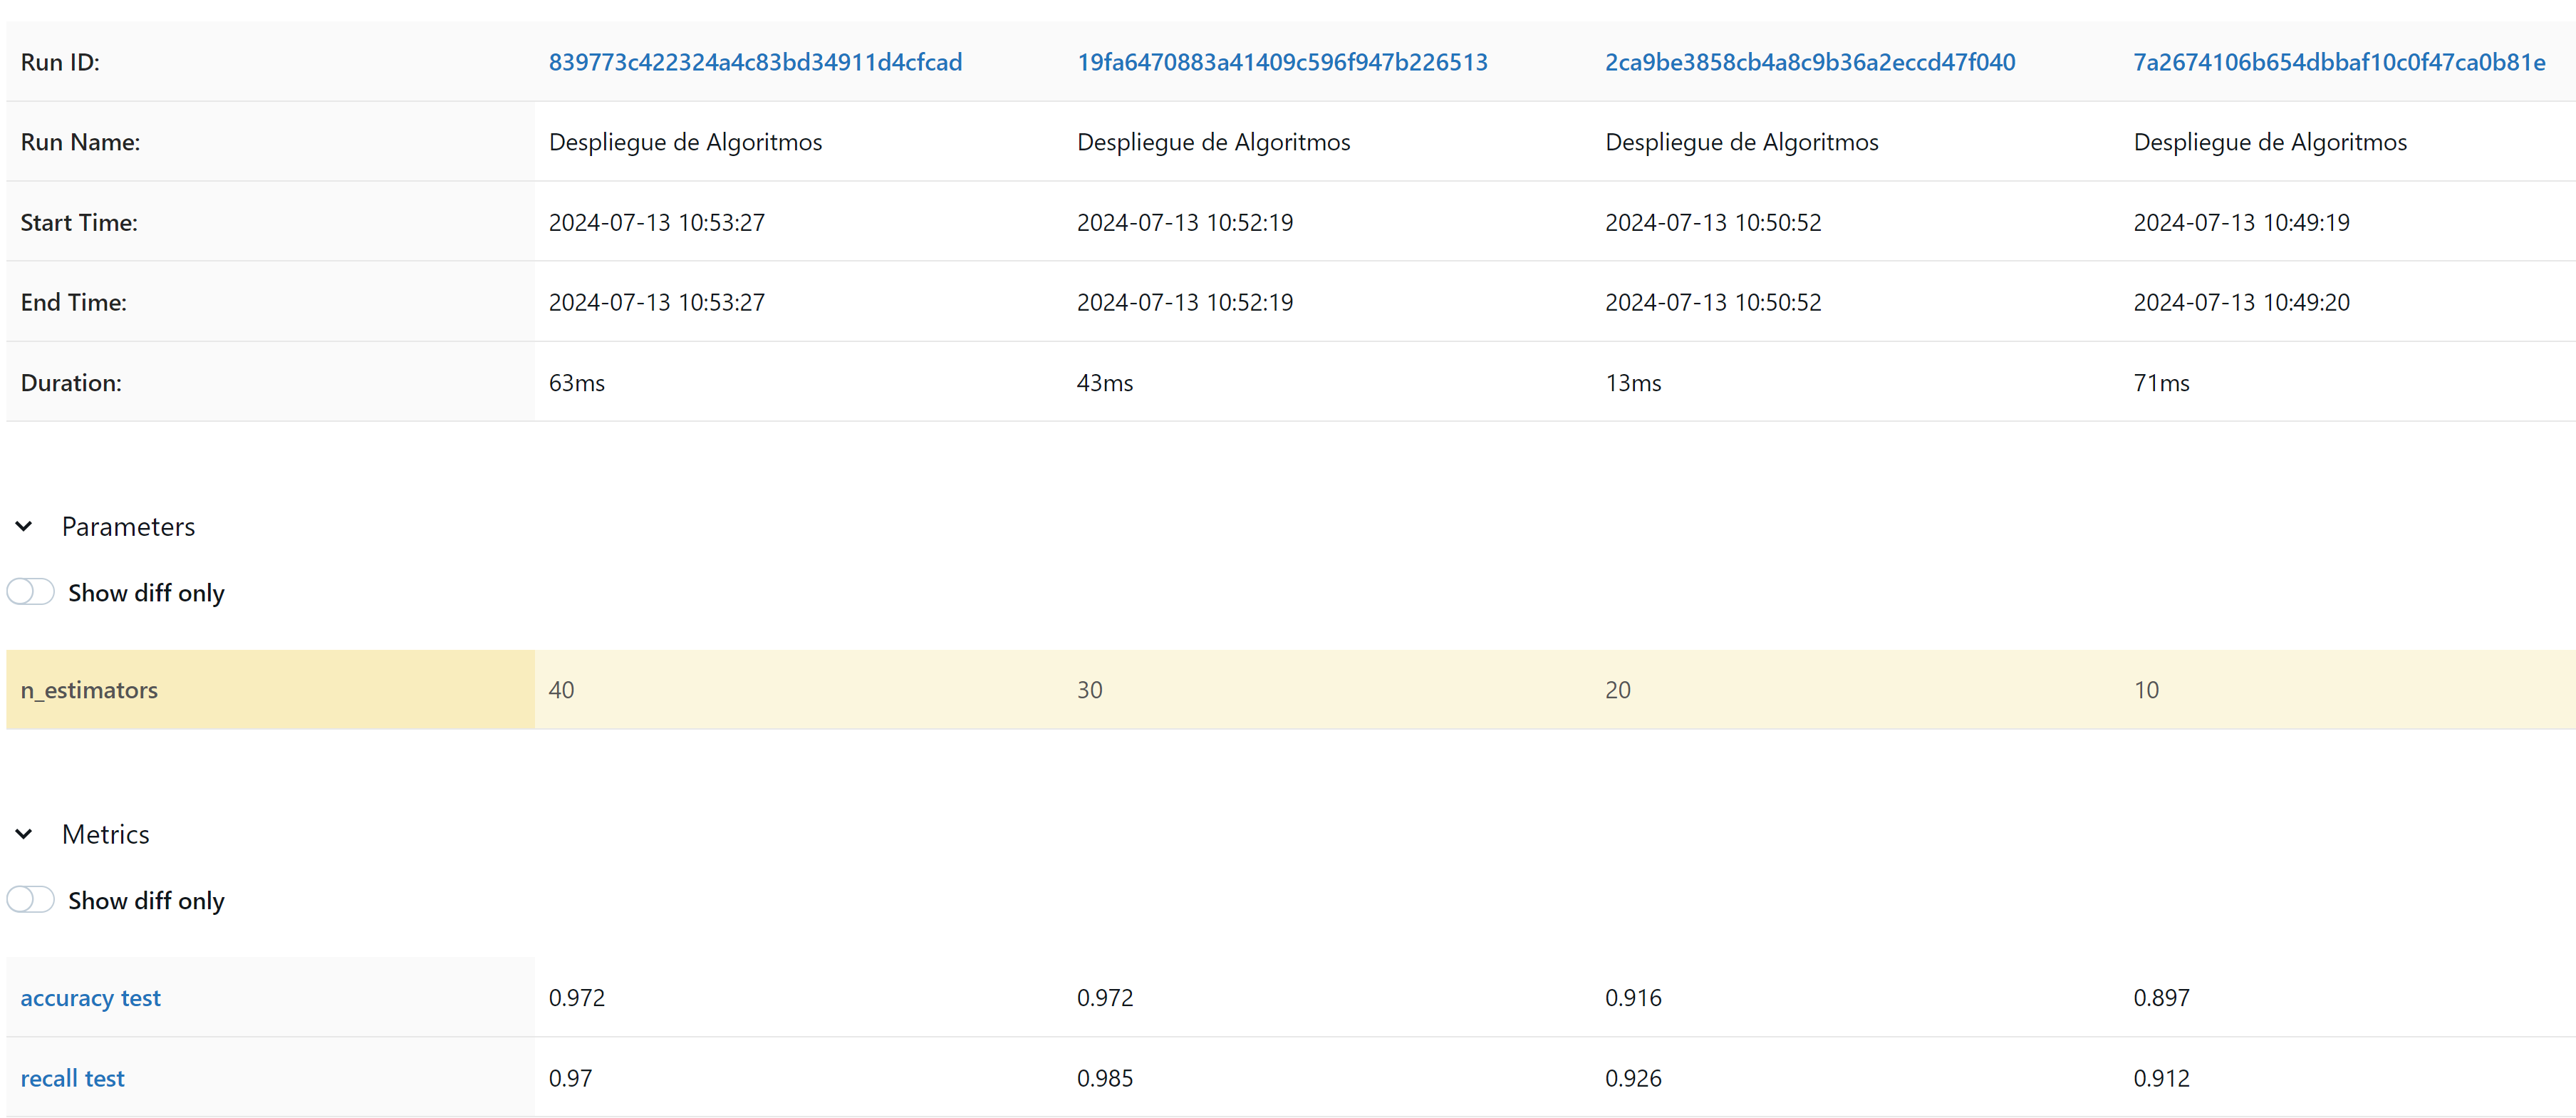 Run ID: 839773c422324a4c83bd34911d4cfcad 19fa6470883a41409c596f947b226513 2ca9be3858cb4a8c9b36a2eccd47f040 7a2674106b654dbbaf10c0f47ca0b81e
Run Name: Despliegue de Algoritmos Despliegue de Algoritmos Despliegue de Algoritmos Despliegue de Algoritmos
Start Time: 2024-07-13 10:53:27 2024-07-13 10:52:19 2024-07-13 10:50:52 2024-07-13 10:49:19
End Time: 2024-07-13 10:53:27 2024-07-13 10:52:19 2024-07-13 10:50:52 2024-07-13 10:49:20
Duration: 63ms 43ms 13ms 71ms
Parameters
Show diff only
n_estimators 40 30 20 10
Metrics
Show diff only
accuracy test 0.972 0.972 0.916 0.897
recall test 0.97 0.985 0.926 0.912